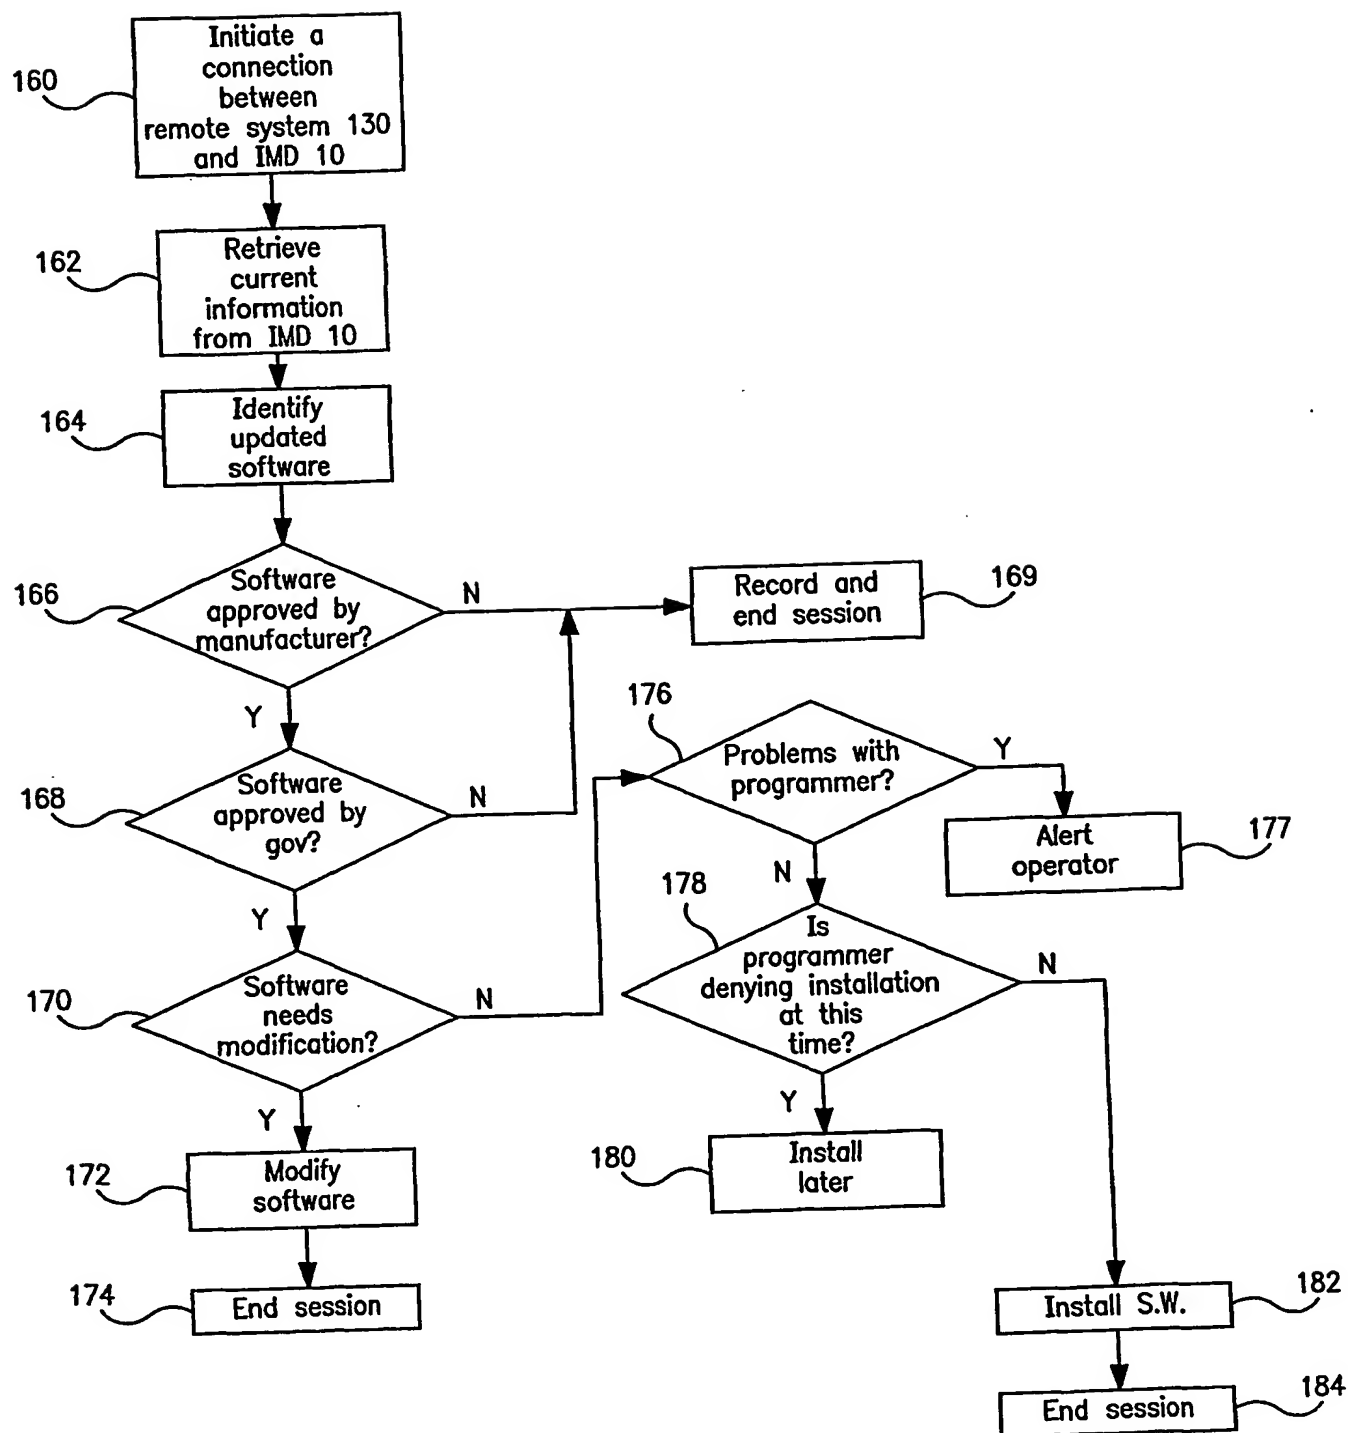 Initiate a
connection
between
remote system 130
and IMD 10
160
Retrieve
current
information
from IMD 10
162
Identify
updated
software
164
Software
approved by
manufacturer?
166
N
Record and
end session
169
Y
Software
approved by
gov?
168
N
Y
Software
needs
modification?
170
N
Y
Modify
software
172
End session
174
176
Problems with
programmer?
Y
Alert
operator
177
N
178
Is
programmer
denying installation
at this
time?
N
Y
Install
later
180
Install S.W.
182
End session
184